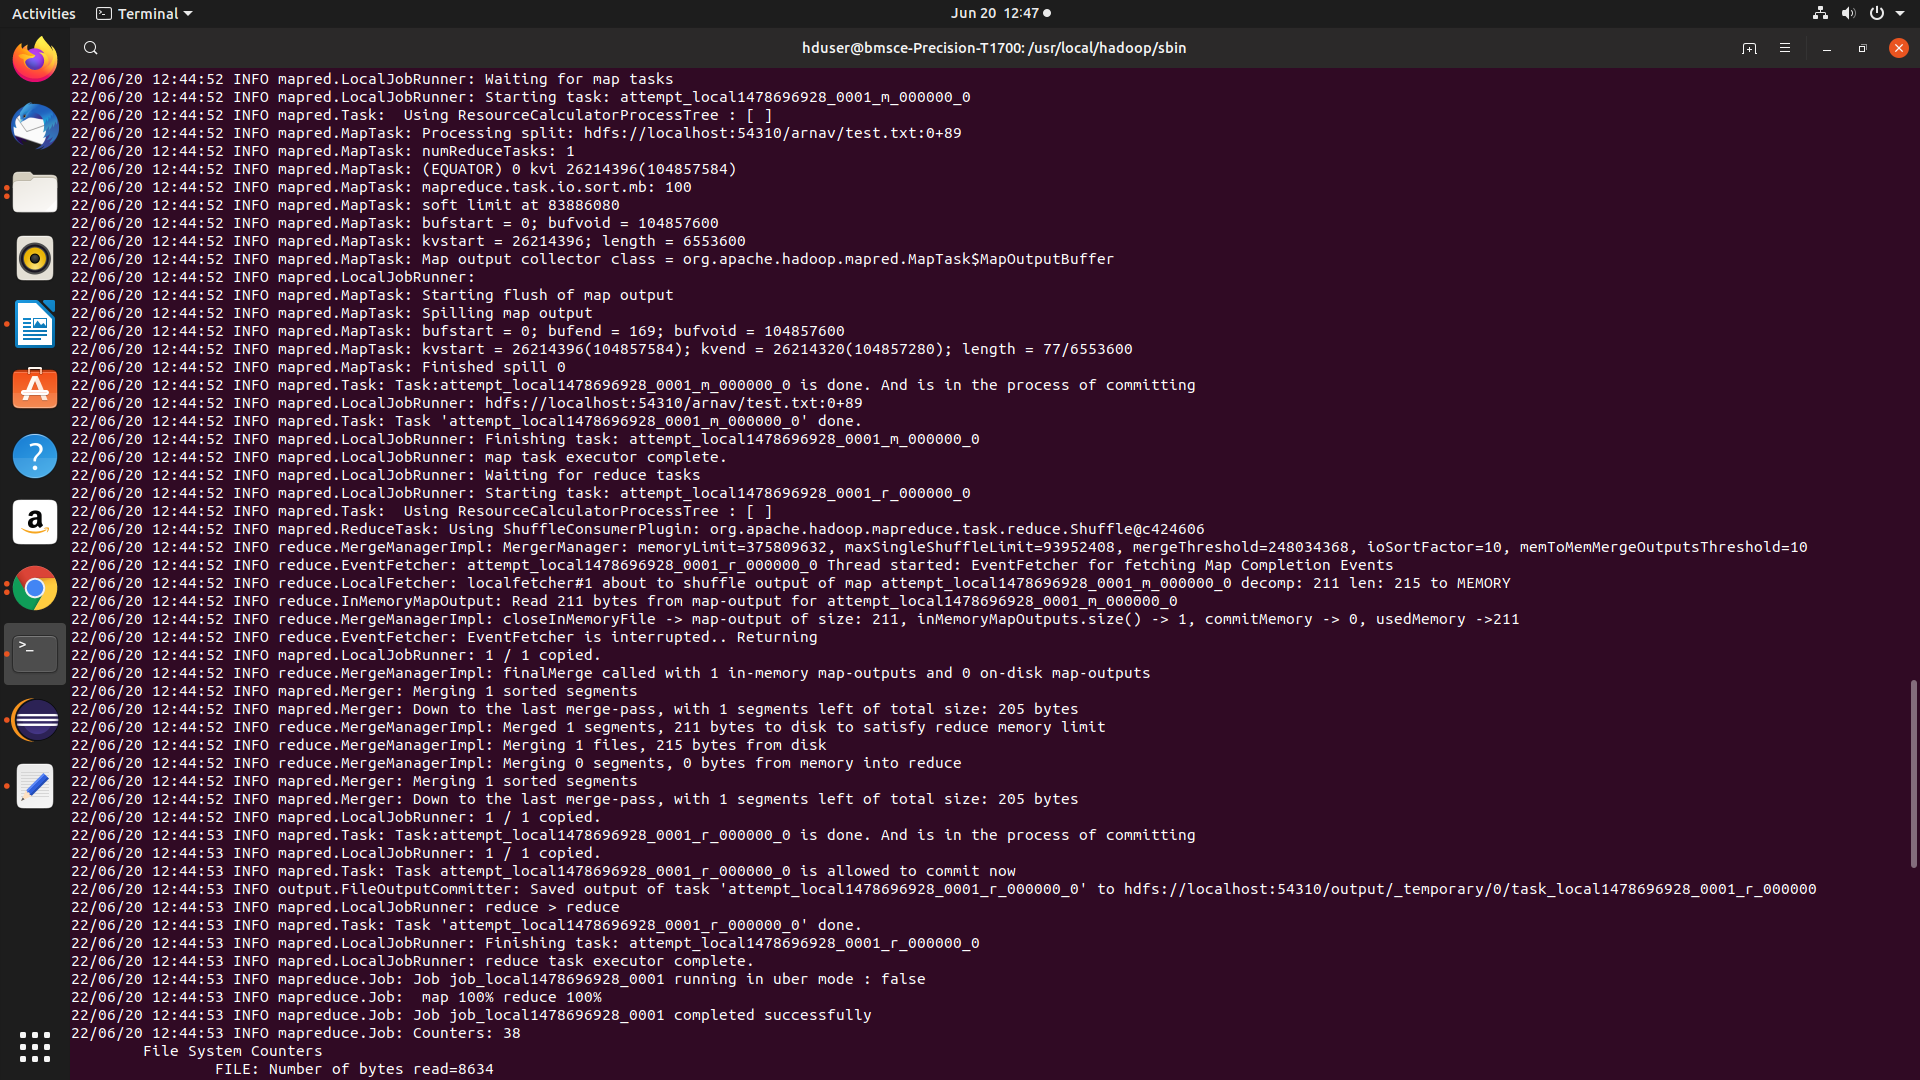 Activities
Terminal
Jun 20 12:47
hduser@bmsce-Precision-T1700: /usr/local/hadoop/sbin
22/06/20 12:44:52 INFO mapred.LocalJobRunner: Waiting for map tasks
22/06/20 12:44:52 INFO mapred.LocalJobRunner: Starting task: attempt_local1478696928_0001_m_000000_0
22/06/20 12:44:52 INFO mapred.Task:  Using ResourceCalculatorProcessTree : [ ]
22/06/20 12:44:52 INFO mapred.MapTask: Processing split: hdfs://localhost:54310/arnav/test.txt:0+89
22/06/20 12:44:52 INFO mapred.MapTask: numReduceTasks: 1
22/06/20 12:44:52 INFO mapred.MapTask: (EQUATOR) 0 kvi 26214396(104857584)
22/06/20 12:44:52 INFO mapred.MapTask: mapreduce.task.io.sort.mb: 100
22/06/20 12:44:52 INFO mapred.MapTask: soft limit at 83886080
22/06/20 12:44:52 INFO mapred.MapTask: bufstart = 0; bufvoid = 104857600
22/06/20 12:44:52 INFO mapred.MapTask: kvstart = 26214396; length = 6553600
22/06/20 12:44:52 INFO mapred.MapTask: Map output collector class = org.apache.hadoop.mapred.MapTask$MapOutputBuffer
22/06/20 12:44:52 INFO mapred.LocalJobRunner:
22/06/20 12:44:52 INFO mapred.MapTask: Starting flush of map output
22/06/20 12:44:52 INFO mapred.MapTask: Spilling map output
22/06/20 12:44:52 INFO mapred.MapTask: bufstart = 0; bufend = 169; bufvoid = 104857600
22/06/20 12:44:52 INFO mapred.MapTask: kvstart = 26214396(104857584); kvend = 26214320(104857280); length = 77/6553600
22/06/20 12:44:52 INFO mapred.MapTask: Finished spill 0
22/06/20 12:44:52 INFO mapred.Task: Task:attempt_local1478696928_0001_m_000000_0 is done. And is in the process of committing
22/06/20 12:44:52 INFO mapred.LocalJobRunner: hdfs://localhost:54310/arnav/test.txt:0+89
22/06/20 12:44:52 INFO mapred.Task: Task 'attempt_local1478696928_0001_m_000000_0' done.
22/06/20 12:44:52 INFO mapred.LocalJobRunner: Finishing task: attempt_local1478696928_0001_m_000000_0
22/06/20 12:44:52 INFO mapred.LocalJobRunner: map task executor complete.
22/06/20 12:44:52 INFO mapred.LocalJobRunner: Waiting for reduce tasks
22/06/20 12:44:52 INFO mapred.LocalJobRunner: Starting task: attempt_local1478696928_0001_r_000000_0
22/06/20 12:44:52 INFO mapred.Task:  Using ResourceCalculatorProcessTree : [ ]
22/06/20 12:44:52 INFO mapred.ReduceTask: Using ShuffleConsumerPlugin: org.apache.hadoop.mapreduce.task.reduce.Shuffle@c424606
22/06/20 12:44:52 INFO reduce.MergeManagerImpl: MergerManager: memoryLimit=375809632, maxSingleShuffleLimit=93952408, mergeThreshold=248034368, ioSortFactor=10, memToMemMergeOutputsThreshold=10
22/06/20 12:44:52 INFO reduce.EventFetcher: attempt_local1478696928_0001_r_000000_0 Thread started: EventFetcher for fetching Map Completion Events
22/06/20 12:44:52 INFO reduce.LocalFetcher: localfetcher#1 about to shuffle output of map attempt_local1478696928_0001_m_000000_0 decomp: 211 len: 215 to MEMORY
22/06/20 12:44:52 INFO reduce.InMemoryMapOutput: Read 211 bytes from map-output for attempt_local1478696928_0001_m_000000_0
22/06/20 12:44:52 INFO reduce.MergeManagerImpl: closeInMemoryFile -> map-output of size: 211, inMemoryMapOutputs.size() -> 1, commitMemory -> 0, usedMemory ->211
22/06/20 12:44:52 INFO reduce.EventFetcher: EventFetcher is interrupted.. Returning
22/06/20 12:44:52 INFO mapred.LocalJobRunner: 1 / 1 copied.
22/06/20 12:44:52 INFO reduce.MergeManagerImpl: finalMerge called with 1 in-memory map-outputs and 0 on-disk map-outputs
22/06/20 12:44:52 INFO mapred.Merger: Merging 1 sorted segments
22/06/20 12:44:52 INFO mapred.Merger: Down to the last merge-pass, with 1 segments left of total size: 205 bytes
22/06/20 12:44:52 INFO reduce.MergeManagerImpl: Merged 1 segments, 211 bytes to disk to satisfy reduce memory limit
22/06/20 12:44:52 INFO reduce.MergeManagerImpl: Merging 1 files, 215 bytes from disk
22/06/20 12:44:52 INFO reduce.MergeManagerImpl: Merging 0 segments, 0 bytes from memory into reduce
22/06/20 12:44:52 INFO mapred.Merger: Merging 1 sorted segments
22/06/20 12:44:52 INFO mapred.Merger: Down to the last merge-pass, with 1 segments left of total size: 205 bytes
22/06/20 12:44:52 INFO mapred.LocalJobRunner: 1 / 1 copied.
22/06/20 12:44:53 INFO mapred.Task: Task:attempt_local1478696928_0001_r_000000_0 is done. And is in the process of committing
22/06/20 12:44:53 INFO mapred.LocalJobRunner: 1 / 1 copied.
22/06/20 12:44:53 INFO mapred.Task: Task attempt_local1478696928_0001_r_000000_0 is allowed to commit now
22/06/20 12:44:53 INFO output.FileOutputCommitter: Saved output of task 'attempt_local1478696928_0001_r_000000_0' to hdfs://localhost:54310/output/_temporary/0/task_local1478696928_0001_r_000000
22/06/20 12:44:53 INFO mapred.LocalJobRunner: reduce > reduce
22/06/20 12:44:53 INFO mapred.Task: Task 'attempt_local1478696928_0001_r_000000_0' done.
22/06/20 12:44:53 INFO mapred.LocalJobRunner: Finishing task: attempt_local1478696928_0001_r_000000_0
22/06/20 12:44:53 INFO mapred.LocalJobRunner: reduce task executor complete.
22/06/20 12:44:53 INFO mapreduce.Job: Job job_local1478696928_0001 running in uber mode : false
22/06/20 12:44:53 INFO mapreduce.Job:  map 100% reduce 100%
22/06/20 12:44:53 INFO mapreduce.Job: Job job_local1478696928_0001 completed successfully
22/06/20 12:44:53 INFO mapreduce.Job: Counters: 38
File System Counters
FILE: Number of bytes read=8634